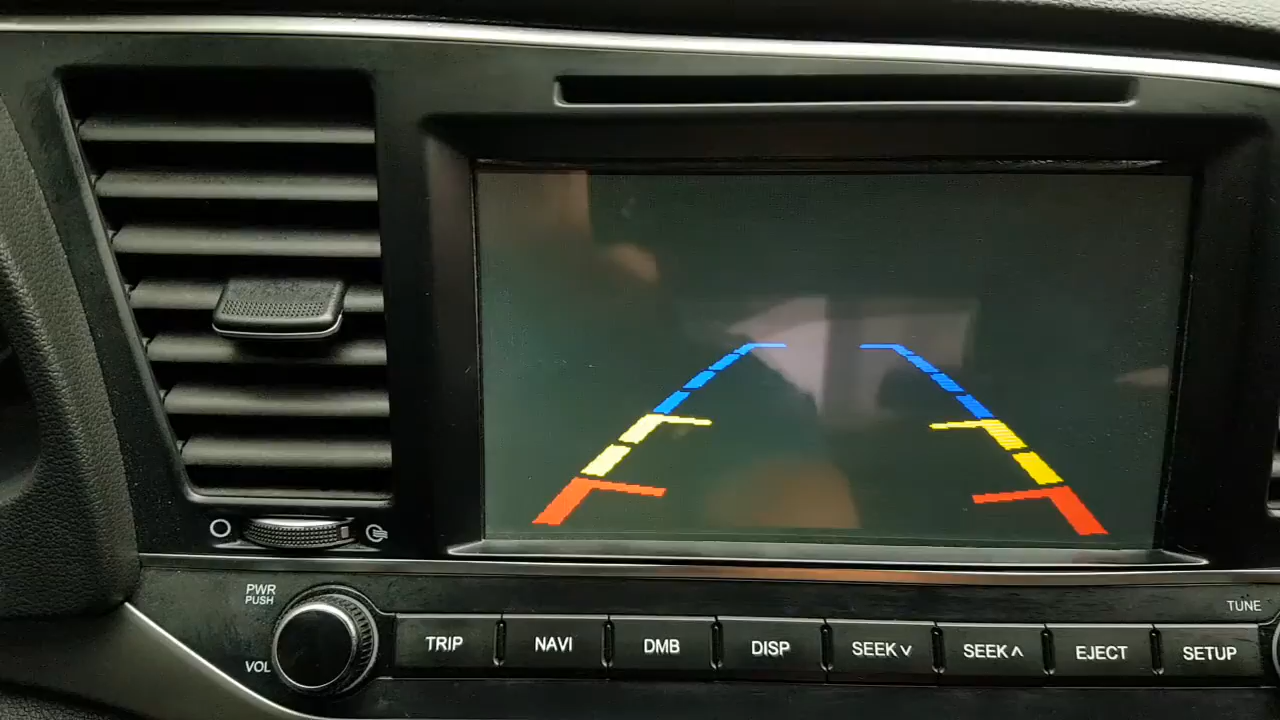 PWR
PUSH
VOL
TRIP
NAVI
DMB
DISP
SEEK
SEEK
EJECT
SETUP
TUNE